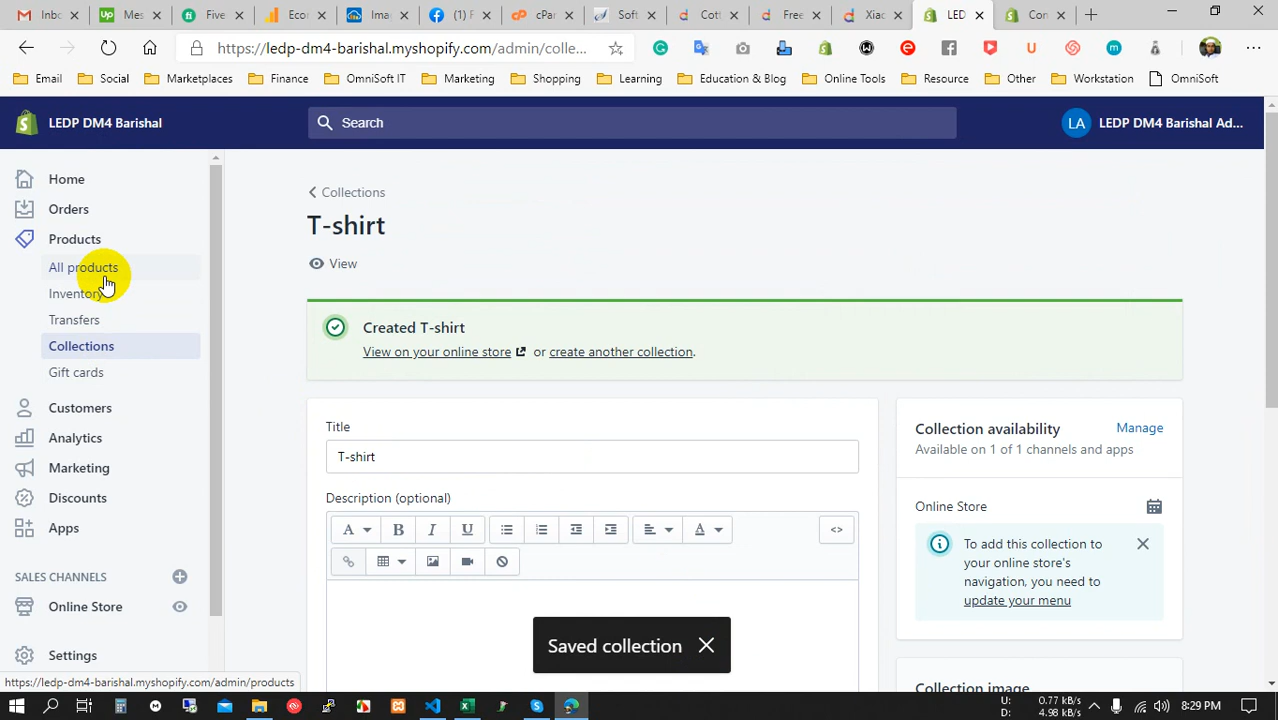 Inb
Mes
Five
Ecor
Imag
(1) F
cPar
Soft
Cott
Free
Xiac
LED
Con
https://ledp-dm4-barishal.myshopify.com/admin/colle...
Email
Social
Marketplaces
Finance
OmniSoft IT
Marketing
Shopping
Learning
Education & Blog
Online Tools
Resource
Other
Workstation
OmniSoft
LEDP DM4 Barishal
Search
LA
LEDP DM4 Barishal Ad...
Home
Orders
Products
All products
Inventory
Transfers
Collections
Gift cards
Customers
Analytics
Marketing
Discounts
Apps
SALES CHANNELS
Online Store
Settings
Collections
T-shirt
View
Created T-shirt
View on your online store or create another collection.
Title
T-shirt
Description (optional)
A B I U A <>
Collection availability
Manage
Available on 1 of 1 channels and apps
Online Store
To add this collection to
your online store's
navigation, you need to
update your menu
Collection image
Saved collection
https://ledp-dm4-barishal.myshopify.com/admin/products
U: 0.77 kB/s
D: 4.98 kB/s
8:29 PM